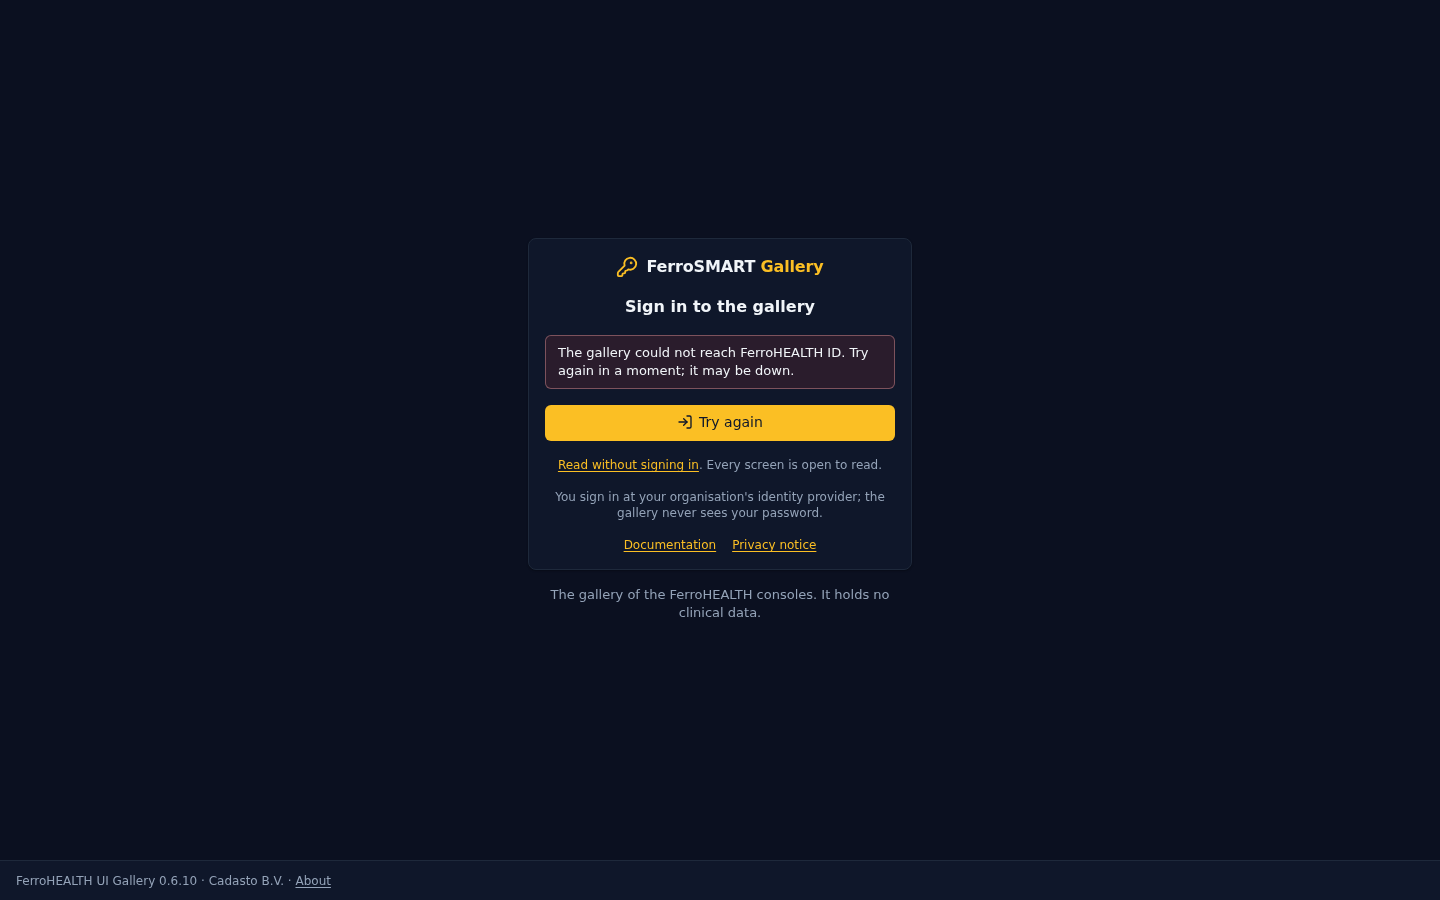 FerroSMART Gallery
Sign in to the gallery
The gallery could not reach FerroHEALTH ID. Try
again in a moment; it may be down.
Try again
Read without signing in. Every screen is open to read.
You sign in at your organisation's identity provider; the
gallery never sees your password.
Documentation Privacy notice
The gallery of the FerroHEALTH consoles. It holds no
clinical data.
FerroHEALTH UI Gallery 0.6.10 · Cadasto B.V. · About